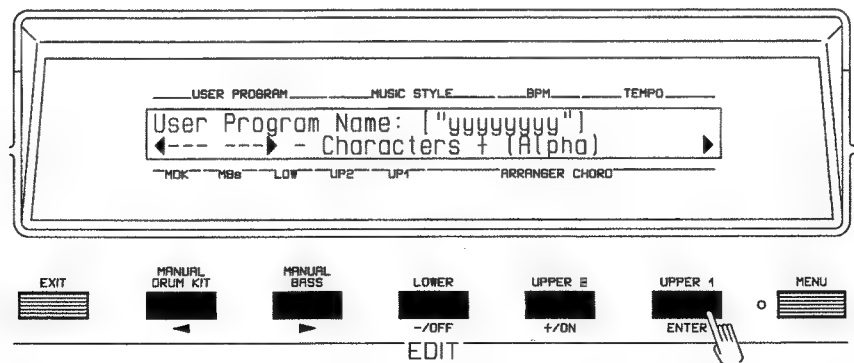 USER PROGRAM MUSIC STYLE BPM TEMPO
User Program Name: ["yyyyyyyy"]
◀--- ---▶ - Characters + (Alpha) ▶
MDK MBs LOW UP2 UP1 ARRANGER CHORD
EXIT MANUAL DRUM KIT MANUAL BASS LOWER UPPER 2 UPPER 1 MENU
◀ ▶ -/OFF +/ON ENTER
EDIT